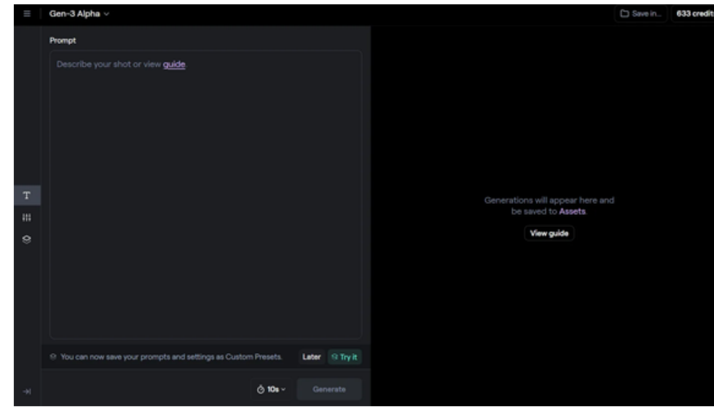 Gen-3 Alpha
Save in...
633 credits
Prompt
Describe your shot or view guide
T
Generations will appear here and
be saved to Assets.
View guide
You can now save your prompts and settings as Custom Presets.
Later
Try it
10s
Generate